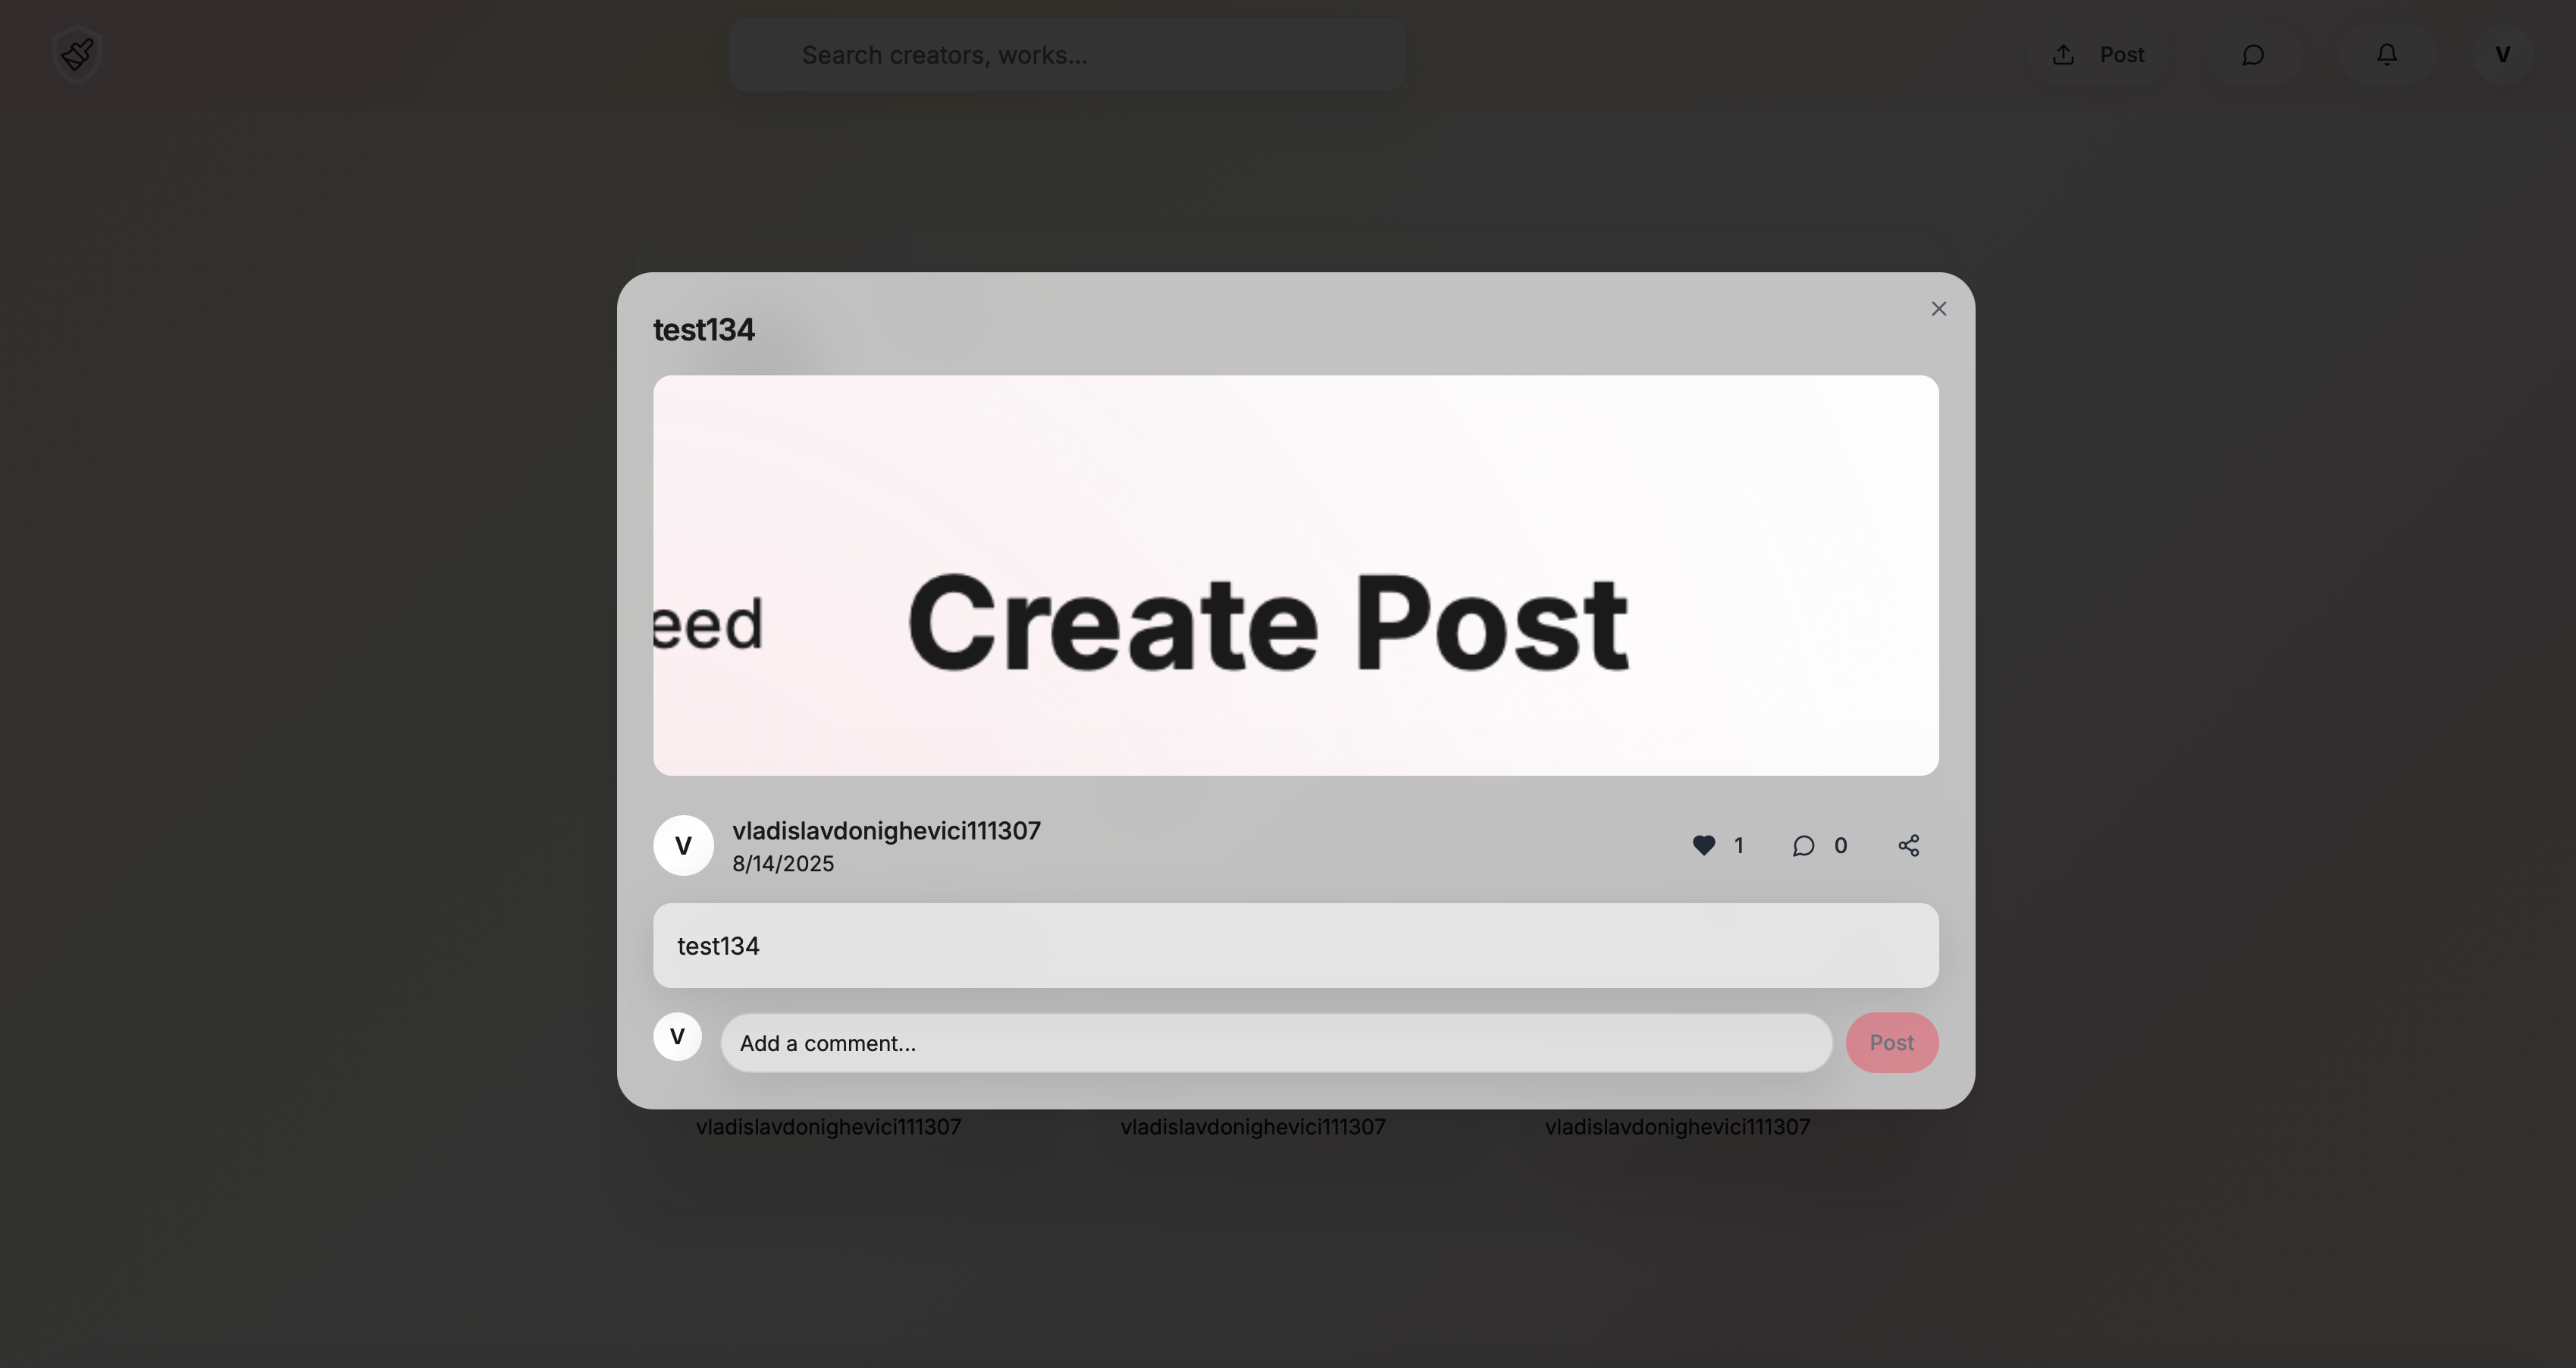 Search creators, works...
Post
V
test134
eed
Create Post
V
vladislavdonighevici111307
8/14/2025
1
0
test134
V
Add a comment...
Post
vladislavdonighevici111307
vladislavdonighevici111307
vladislavdonighevici111307